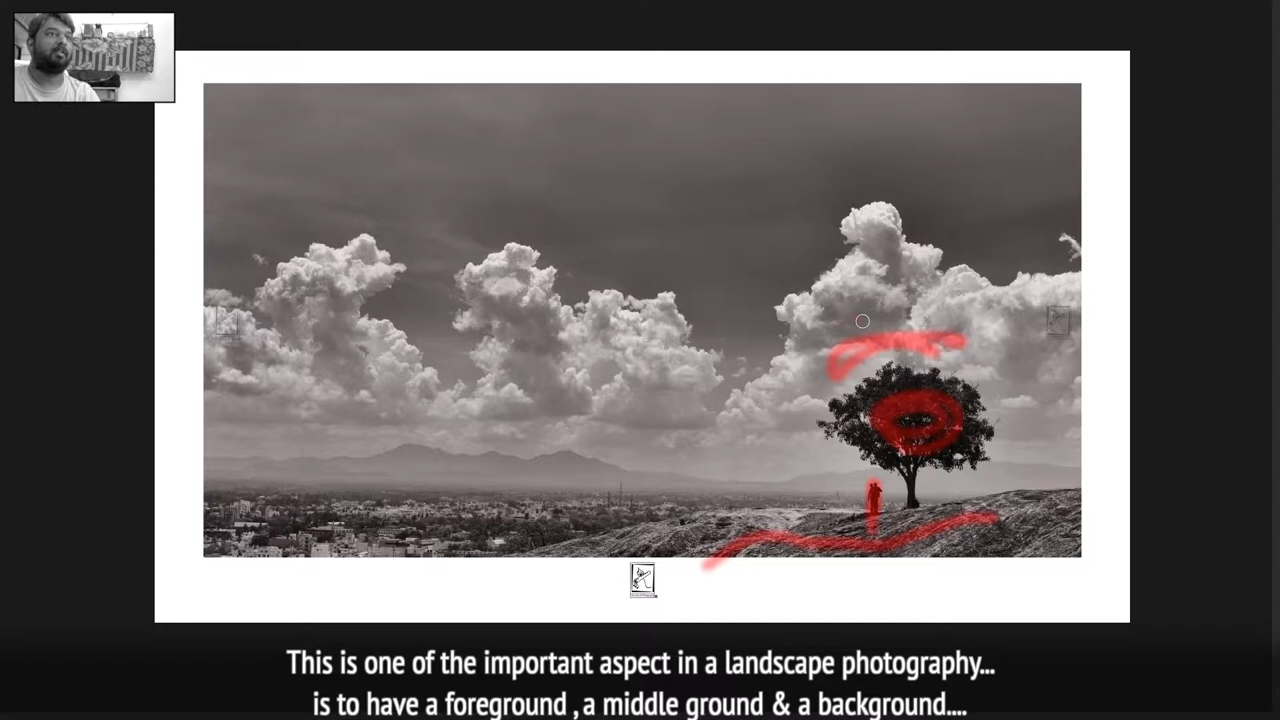 This is one of the important aspect in a landscape photography...
is to have a foreground , a middle ground & a background....